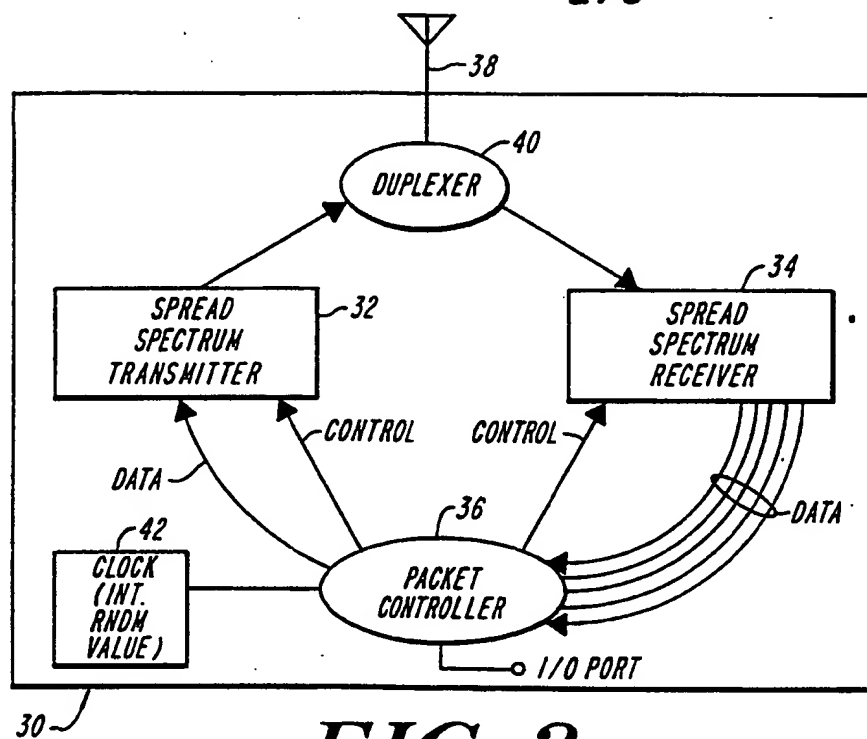 38
40
DUPLEXER
34
SPREAD
SPECTRUM
TRANSMITTER
32
SPREAD
SPECTRUM
RECEIVER
CONTROL
CONTROL
DATA
DATA
36
PACKET
CONTROLLER
42
CLOCK
(INT.
RNDM
VALUE)
I/O PORT
30